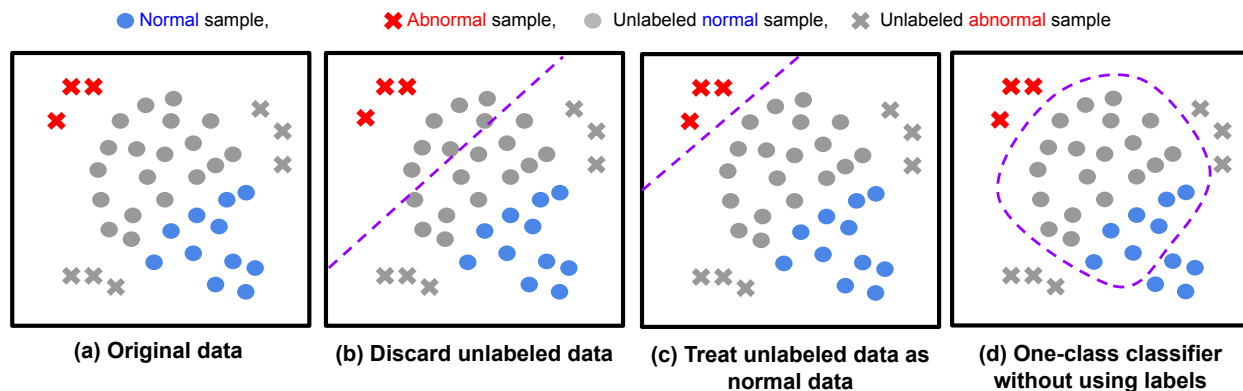 Normal sample, Abnormal sample, Unlabeled normal sample, Unlabeled abnormal sample
(a) Original data
(b) Discard unlabeled data
(c) Treat unlabeled data as
normal data
(d) One-class classifier
without using labels